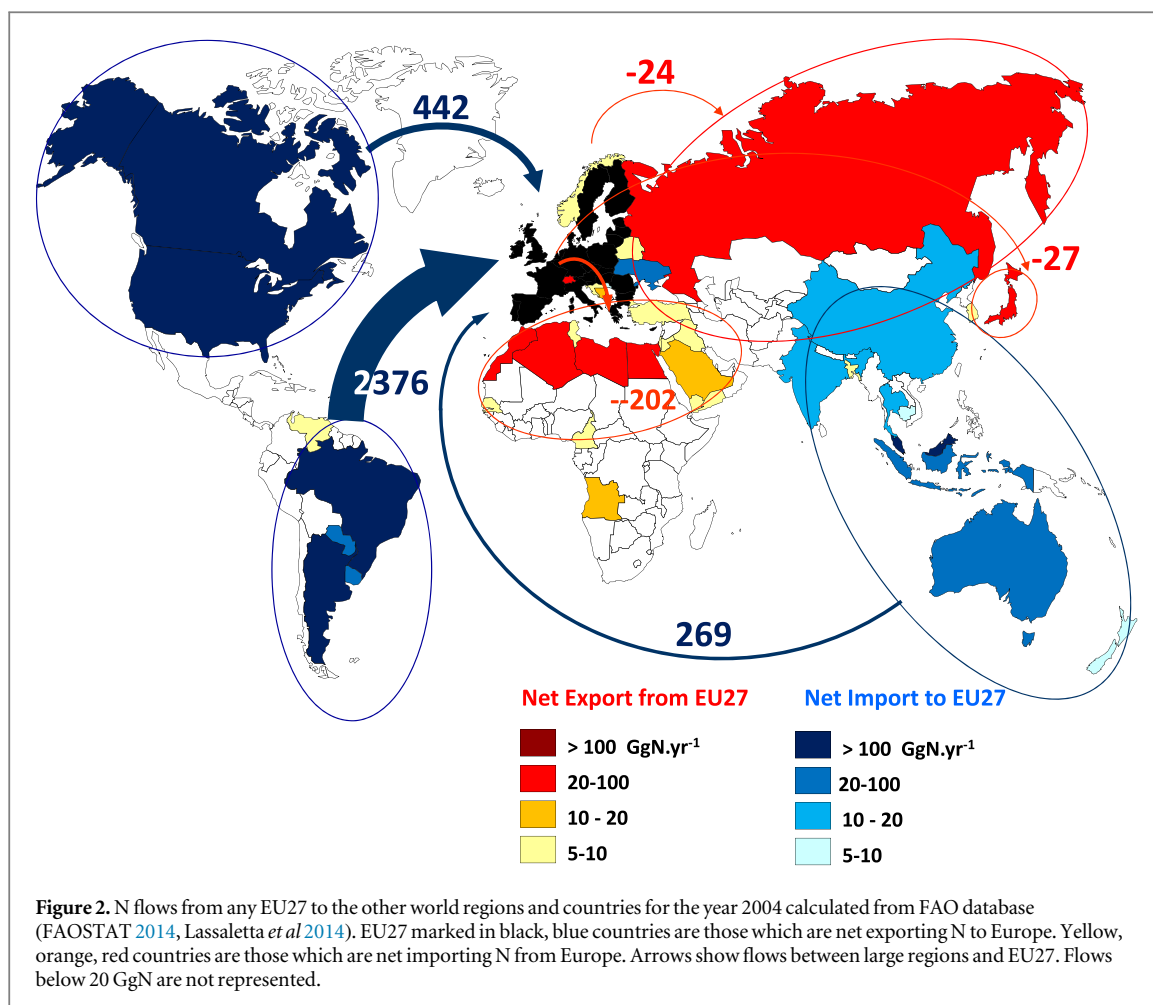 -24
442
-27
2376
--202
269
Net Export from EU27
> 100 GgN.yr-1
20-100
10 - 20
5-10
Net Import to EU27
> 100 GgN.yr-1
20-100
10 - 20
5-10
Figure 2. N flows from any EU27 to the other world regions and countries for the year 2004 calculated from FAO database
(FAOSTAT 2014, Lassaletta et al 2014). EU27 marked in black, blue countries are those which are net exporting N to Europe. Yellow,
orange, red countries are those which are net importing N from Europe. Arrows show flows between large regions and EU27. Flows
below 20 GgN are not represented.